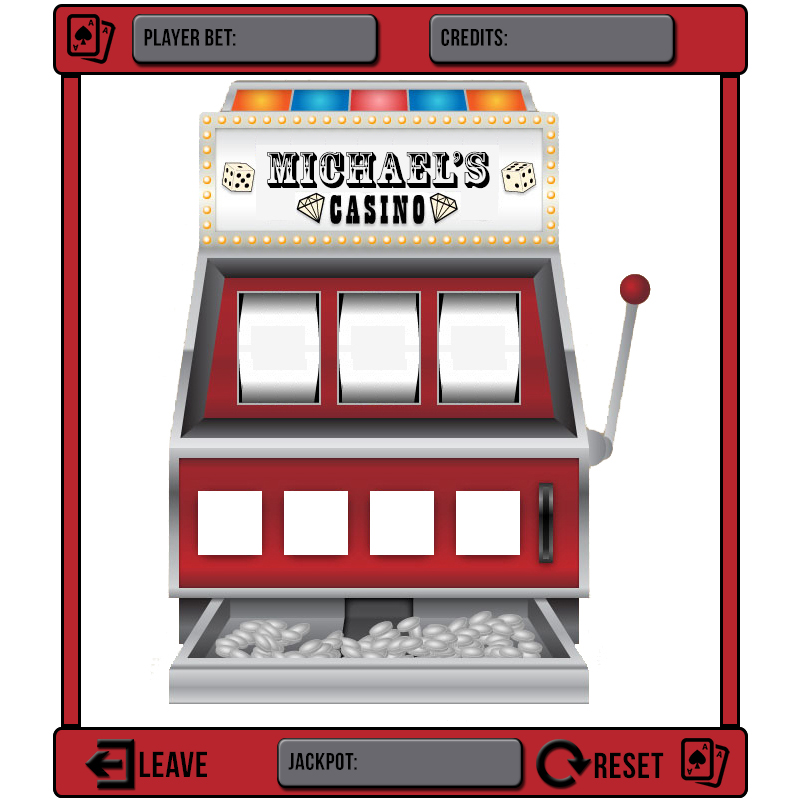 PLAYER BET:
CREDITS:
MICHAEL'S
CASINO
LEAVE
JACKPOT:
RESET